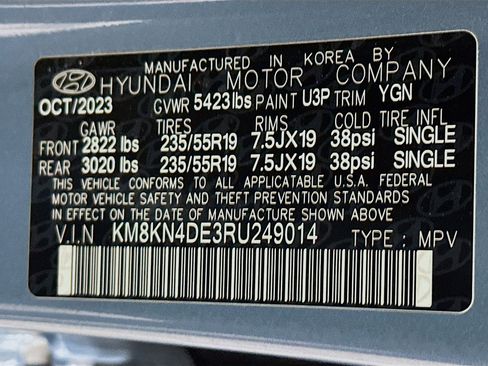 MANUFACTURED IN KOREA BY
HYUNDAI MOTOR COMPANY
OCT/2023 GVWR 5423lbs PAINT U3P TRIM YGN
GAWR TIRES RIMS COLD TIRE INFL
FRONT 2822 lbs 235/55R19 7.5JX19 38psi SINGLE
REAR 3020 lbs 235/55R19 7.5JX19 38psi SINGLE
THIS VEHICLE CONFORMS TO ALL APPLICATABLE U.S.A. FEDERAL
MOTOR VEHICLE SAFETY AND THEFT PREVENTION STANDARDS
IN EFFECT ON THE DATE OF MANUFACTURE SHOWN ABOVE
V.I.N KM8KN4DE3RU249014 TYPE : MPV